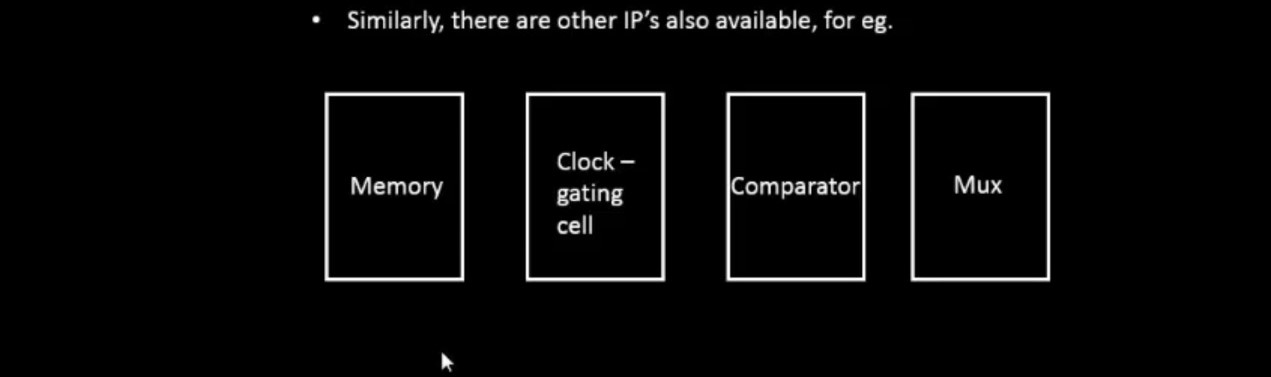 • Similarly, there are other IP's also available, for eg.
Memory
Clock –
gating
cell
Comparator
Mux